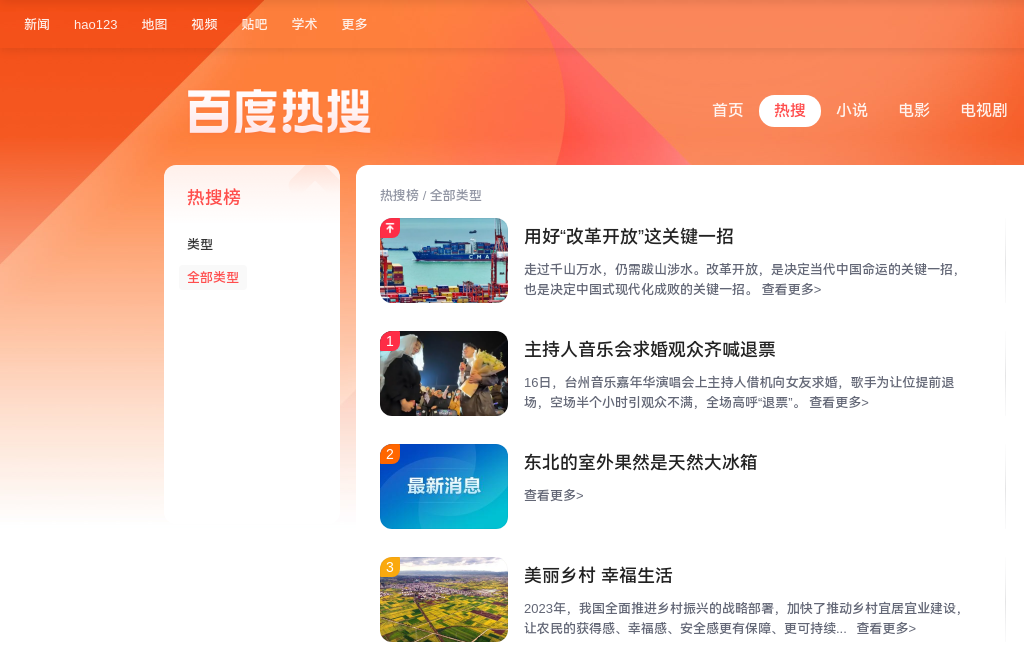 新闻 hao123 地图 视频 贴吧 学术 更多
百度热搜
首页 热搜 小说 电影 电视剧
热搜榜
类型
全部类型
热搜榜 / 全部类型
CMA
用好“改革开放”这关键一招
走过千山万水，仍需跋山涉水。改革开放，是决定当代中国命运的关键一招，
也是决定中国式现代化成败的关键一招。 查看更多>
1
主持人音乐会求婚观众齐喊退票
16日，台州音乐嘉年华演唱会上主持人借机向女友求婚，歌手为让位提前退
场，空场半个小时引观众不满，全场高呼“退票”。 查看更多>
2
最新消息
东北的室外果然是天然大冰箱
查看更多>
3
美丽乡村 幸福生活
2023年，我国全面推进乡村振兴的战略部署，加快了推动乡村宜居宜业建设，
让农民的获得感、幸福感、安全感更有保障、更可持续... 查看更多>